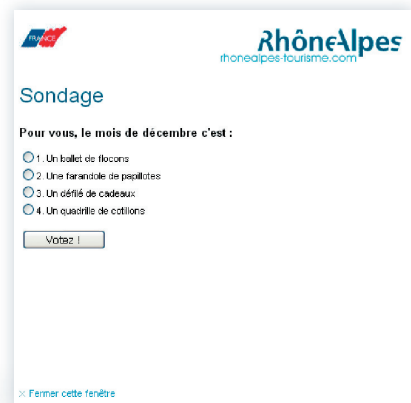 FRANCE
RhôneAlpes
rhonealpes-tourisme.com
Sondage
Pour vous, le mois de décembre c'est :
1. Un ballet de flocons
2. Une farandole de papillotes
3. Un défilé de cadeaux
4. Un quadrille de cotillons
Votez !
× Fermer cette fenêtre